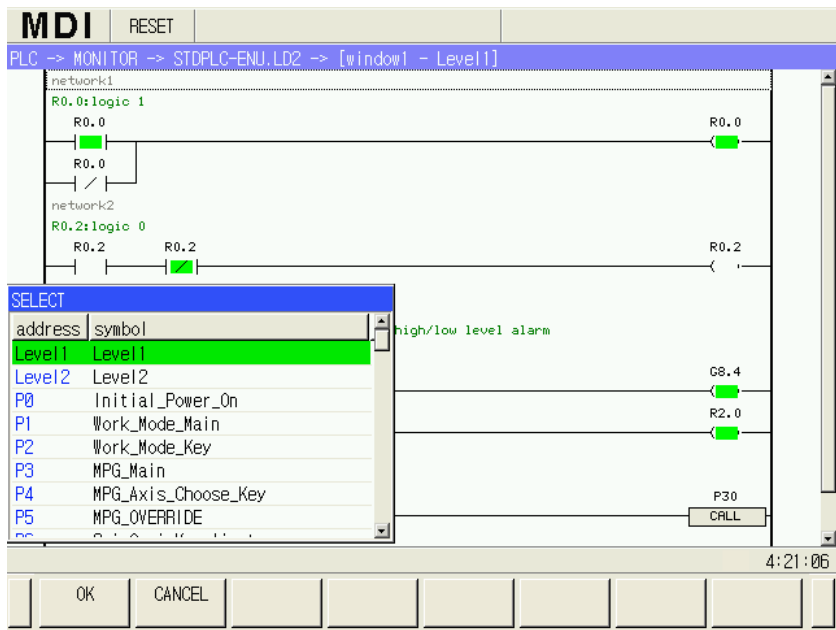 MDI RESET
PLC -> MONITOR -> STDPLC-ENU.LD2 -> [window1 - Level1]
network1
R0.0:logic 1
R0.0 R0.0
R0.0
network2
R0.2:logic 0
R0.2 R0.2 R0.2
SELECT
address symbol
high/low level alarm
Level1 Level1
Level2 Level2
G8.4
P0 Initial_Power_On
R2.0
P1 Work_Mode_Main
P2 Work_Mode_Key
P3 MPG_Main
P4 MPG_Axis_Choose_Key
P30
P5 MPG_OVERRIDE
CALL
4:21:06
OK CANCEL